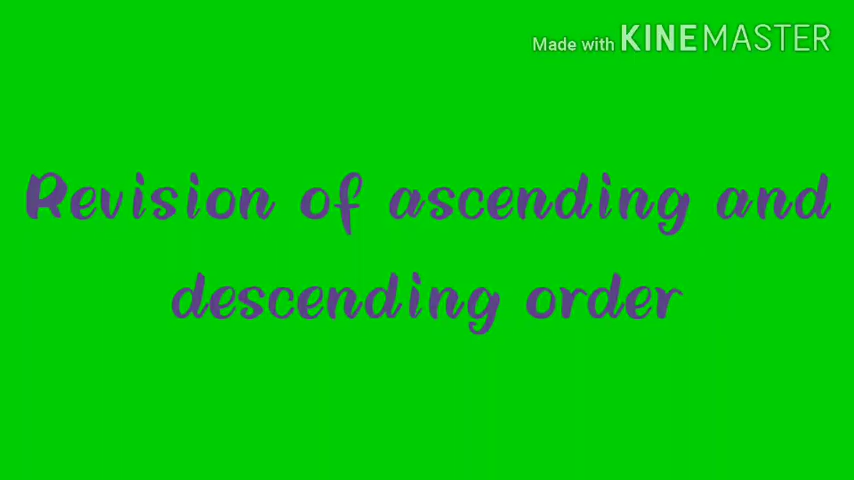 Made with KINEMASTER
Revision of ascending and
descending order